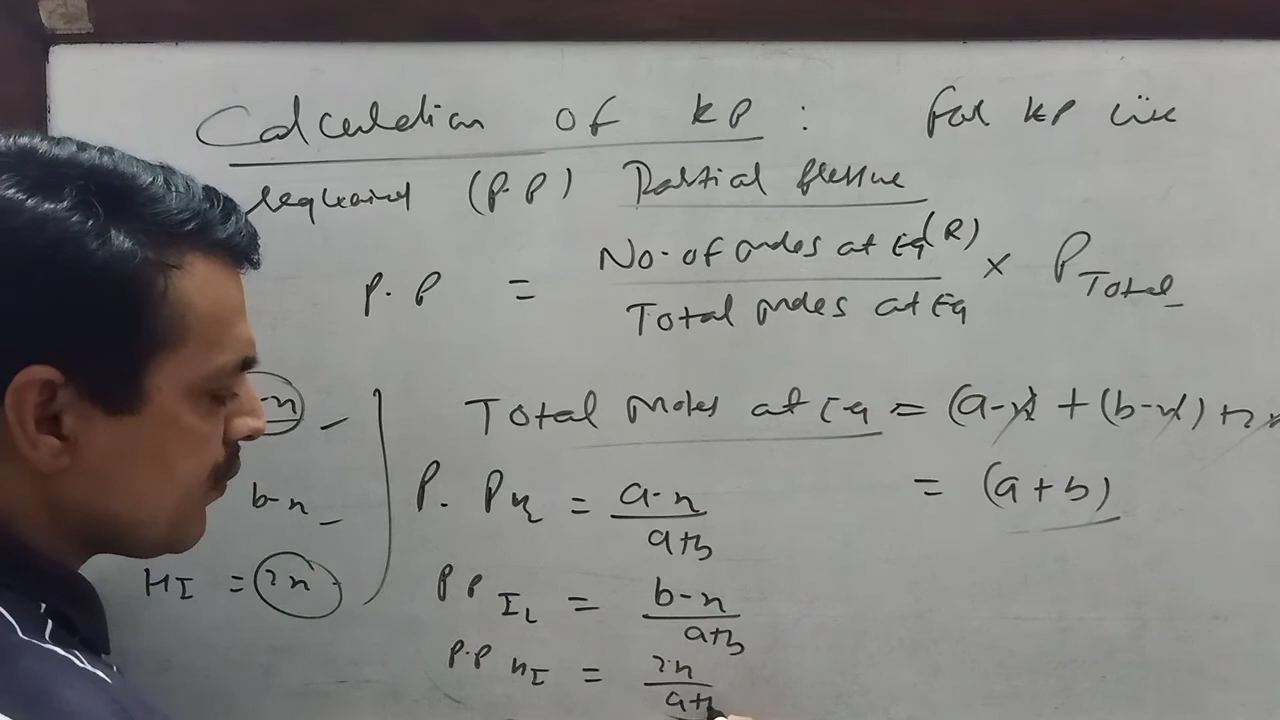 Calculation of KP : For KP we
required (P.P) Partial Pressure
P.P = No. of moles at Eq(R) / Total moles at Eq × P Total
-x
Total moles at Eq = (a-x) + (b-x) + 2x
b-x
P. P H2 = a-x / a+b
= (a+b)
HI = 2x
P P I2 = b-x / a+b
P.P HI = 2x / a+b